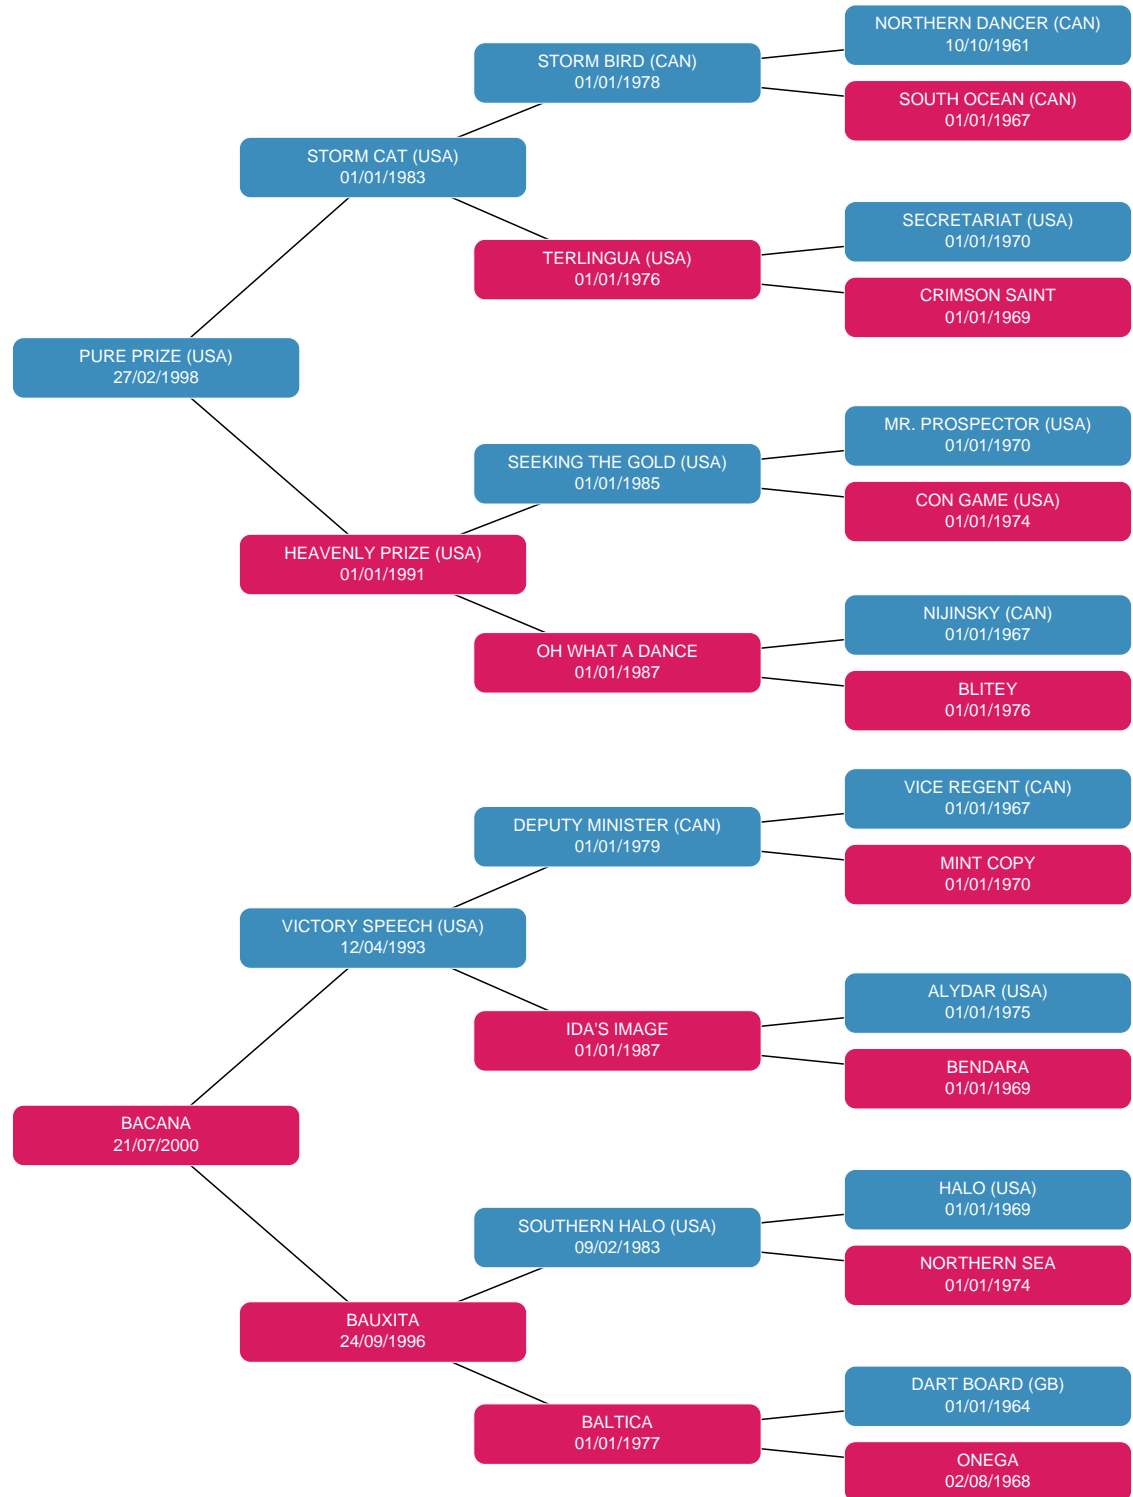 NORTHERN DANCER (CAN)
10/10/1961
STORM BIRD (CAN)
01/01/1978
SOUTH OCEAN (CAN)
01/01/1967
STORM CAT (USA)
01/01/1983
SECRETARIAT (USA)
01/01/1970
TERLINGUA (USA)
01/01/1976
CRIMSON SAINT
01/01/1969
PURE PRIZE (USA)
27/02/1998
MR. PROSPECTOR (USA)
01/01/1970
SEEKING THE GOLD (USA)
01/01/1985
CON GAME (USA)
01/01/1974
HEAVENLY PRIZE (USA)
01/01/1991
NIJINSKY (CAN)
01/01/1967
OH WHAT A DANCE
01/01/1987
BLITEY
01/01/1976
VICE REGENT (CAN)
01/01/1967
DEPUTY MINISTER (CAN)
01/01/1979
MINT COPY
01/01/1970
VICTORY SPEECH (USA)
12/04/1993
ALYDAR (USA)
01/01/1975
IDA'S IMAGE
01/01/1987
BENDARA
01/01/1969
BACANA
21/07/2000
HALO (USA)
01/01/1969
SOUTHERN HALO (USA)
09/02/1983
NORTHERN SEA
01/01/1974
BAUXITA
24/09/1996
DART BOARD (GB)
01/01/1964
BALTICA
01/01/1977
ONEGA
02/08/1968